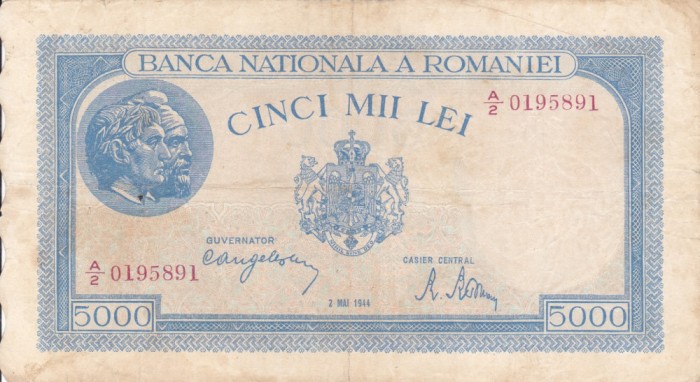 BANCA NATIONALA A ROMANIEI
CINCI MII LEI
A/2 0195891
GUVERNATOR
CASIER CENTRAL
A/2 0195891
2 MAI 1944
5000
5000